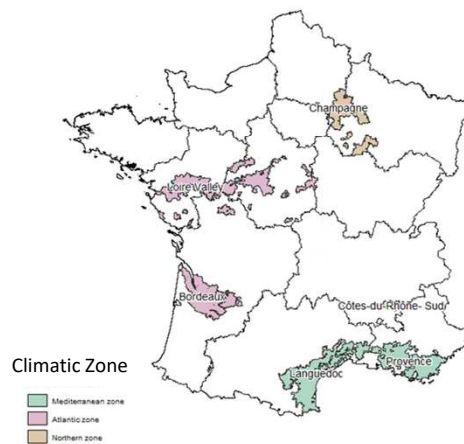 Champagne
Loire Valley
Bordeaux
Côtes-du-Rhône- Sud
Provence
Languedoc
Climatic Zone
Mediterranean zone
Atlantic zone
Northern zone